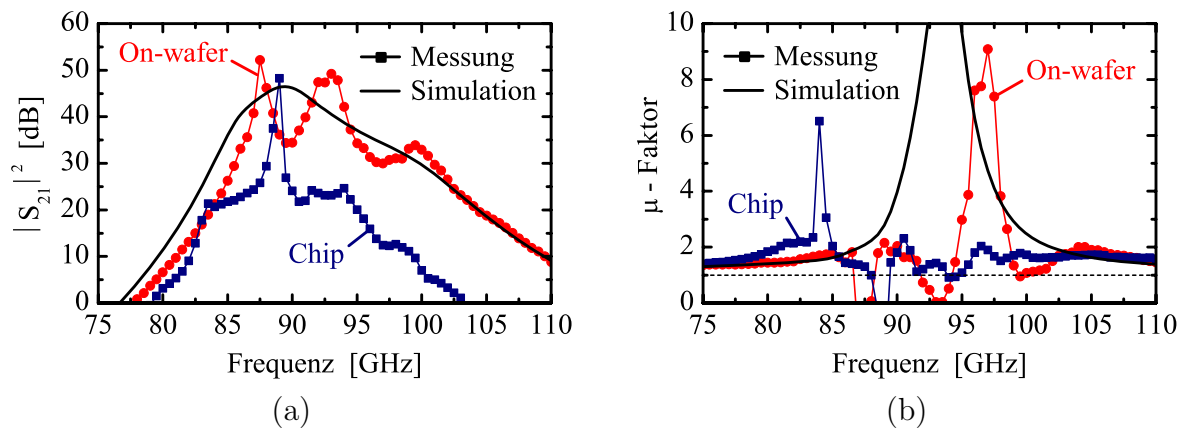 60
50
40
30
20
10
0
|S21|² [dB]
On-wafer
Messung
Simulation
Chip
75 80 85 90 95 100 105 110
Frequenz [GHz]
(a)
10
8
6
4
2
0
μ - Faktor
Messung
Simulation
On-wafer
Chip
75 80 85 90 95 100 105 110
Frequenz [GHz]
(b)